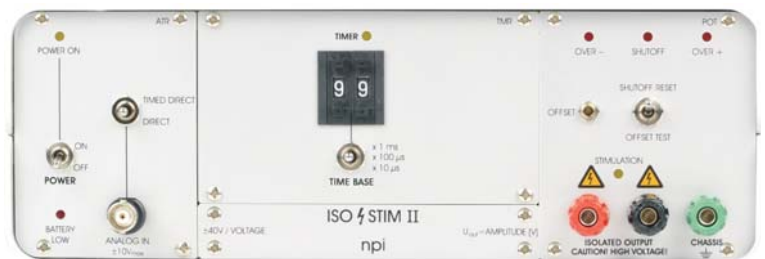 ATR
POWER ON
TIMED DIRECT
DIRECT
ON
OFF
POWER
BATTERY
LOW
ANALOG IN
±10Vmax
TMR
TIMER
9 9
x 1 ms
x 100 µs
x 10 µs
TIME BASE
ISO STIM II
±40V / VOLTAGE
npi
Uout=AMPLITUDE [V]
POT
OVER –
SHUTOFF
OVER +
SHUTOFF RESET
OFFSET
OFFSET TEST
STIMULATION
ISOLATED OUTPUT
CAUTION! HIGH VOLTAGE!
CHASSIS